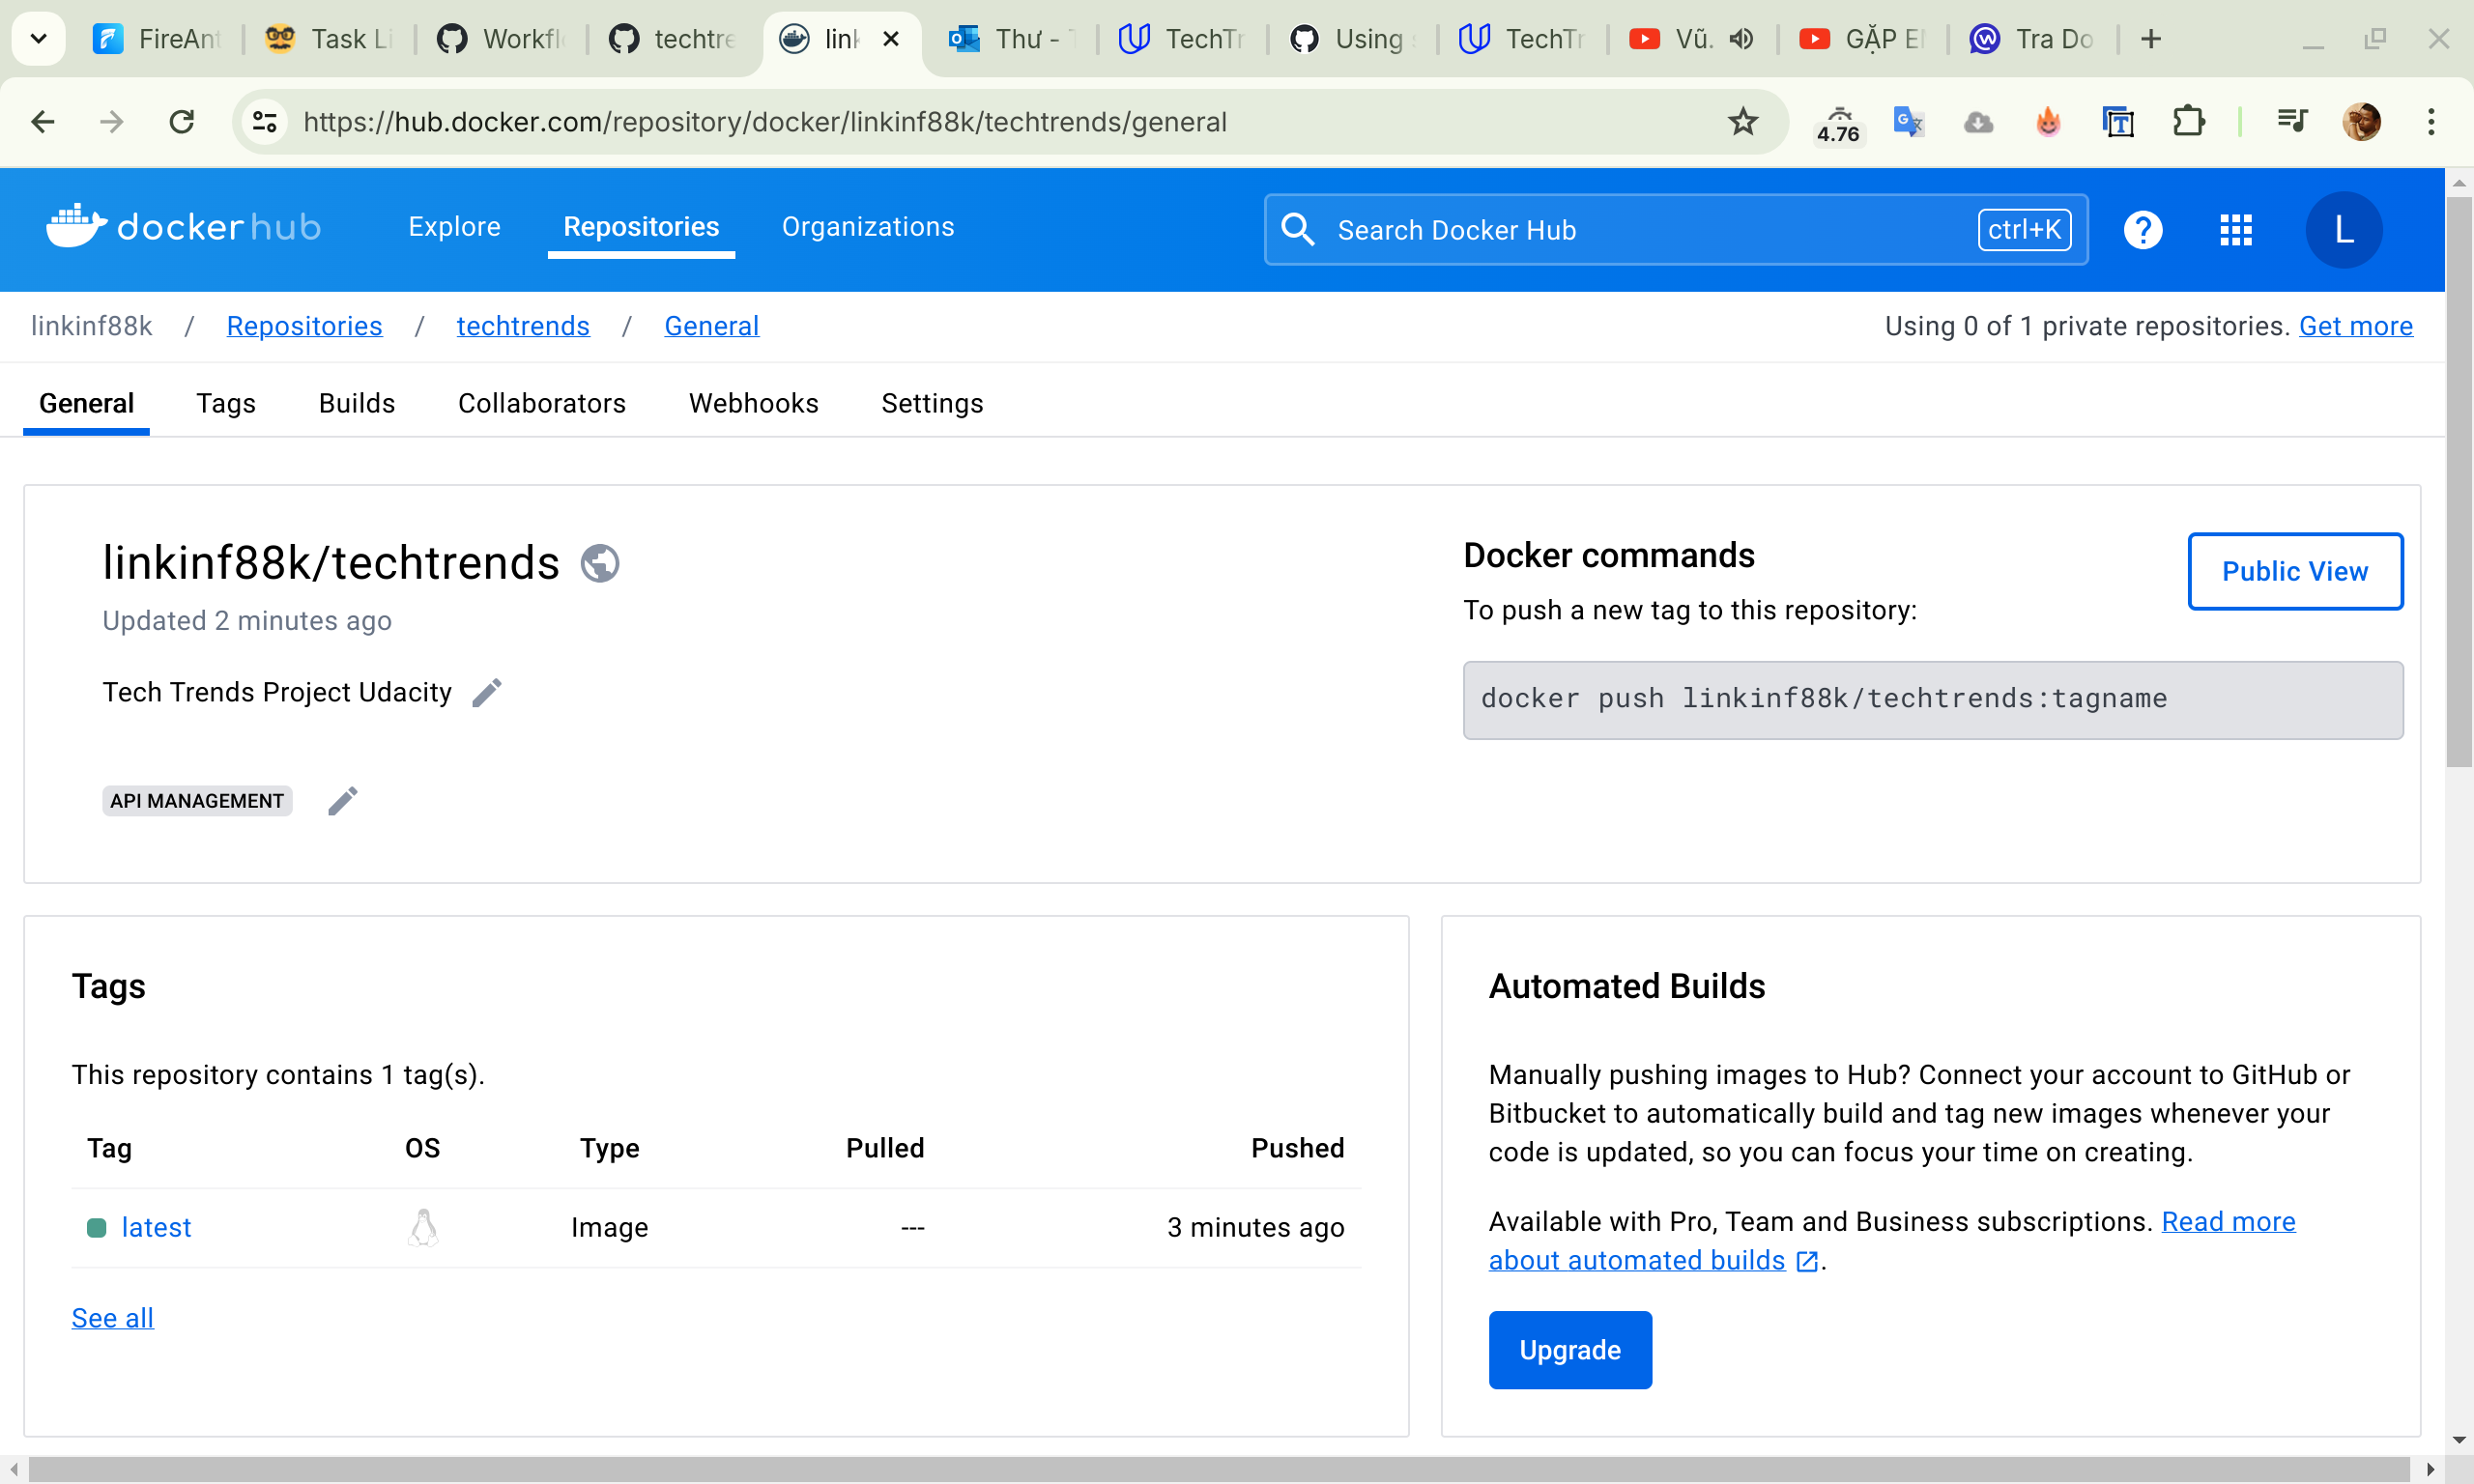 FireAnt
Task Li
Workfl
techtre
link
Thư - T
TechTr
Using
TechTr
Vũ.
GẶP E
Tra Do
https://hub.docker.com/repository/docker/linkinf88k/techtrends/general
4.76
dockerhub
Explore
Repositories
Organizations
Search Docker Hub
ctrl+K
L
linkinf88k / Repositories / techtrends / General
Using 0 of 1 private repositories. Get more
General
Tags
Builds
Collaborators
Webhooks
Settings
linkinf88k/techtrends
Updated 2 minutes ago
Tech Trends Project Udacity
API MANAGEMENT
Docker commands
Public View
To push a new tag to this repository:
docker push linkinf88k/techtrends:tagname
Tags
This repository contains 1 tag(s).
Tag OS Type Pulled Pushed
latest Image --- 3 minutes ago
See all
Automated Builds
Manually pushing images to Hub? Connect your account to GitHub or
Bitbucket to automatically build and tag new images whenever your
code is updated, so you can focus your time on creating.
Available with Pro, Team and Business subscriptions. Read more
about automated builds .
Upgrade